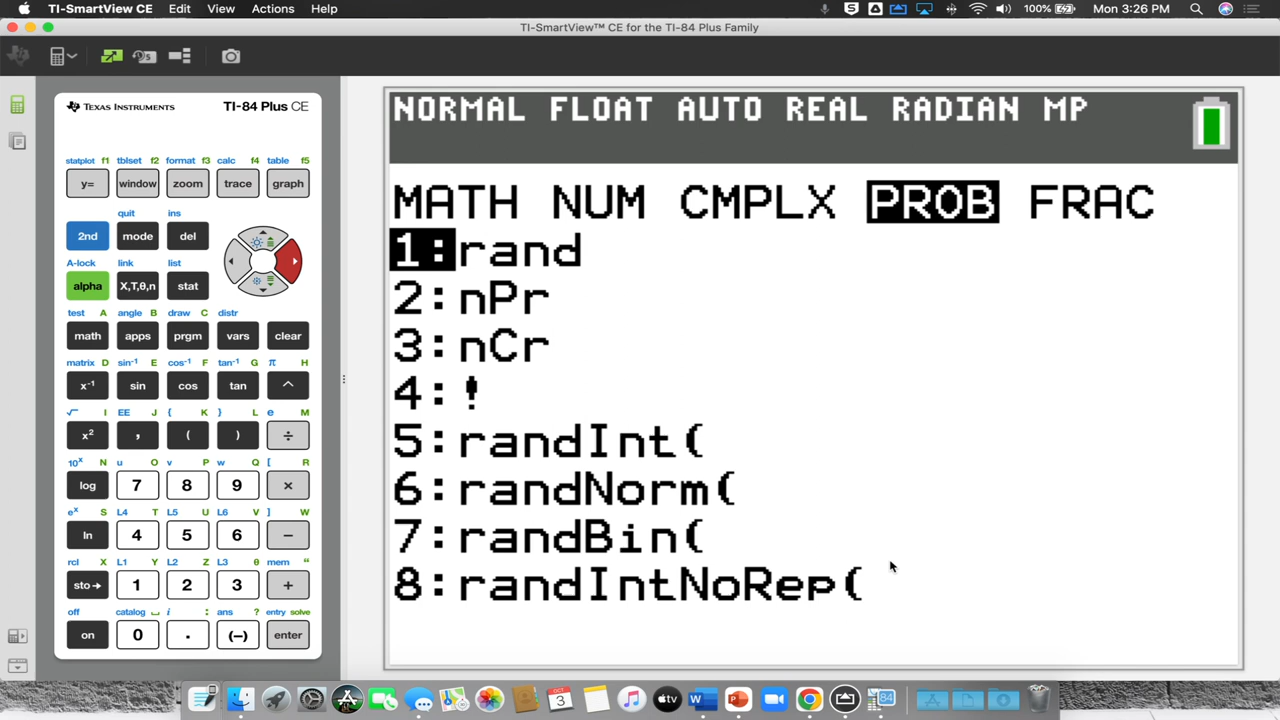 TI-SmartView CE Edit View Actions Help 100% Mon 3:26 PM
TI-SmartView™ CE for the TI-84 Plus Family
TEXAS INSTRUMENTS TI-84 Plus CE
statplot f1 tblset f2 format f3 calc f4 table f5
y= window zoom trace graph
quit ins
2nd mode del
A-lock link list
alpha X,T,θ,n stat
test A angle B draw C distr
math apps prgm vars clear
matrix D sin⁻¹ E cos⁻¹ F tan⁻¹ G π H
x⁻¹ sin cos tan ^
√ I EE J { K } L e M
x² , ( ) ÷
10ˣ N u O v P w Q [ R
log 7 8 9 ×
eˣ S L4 T L5 U L6 V ] W
ln 4 5 6 −
rcl X L1 Y L2 Z L3 θ mem "
sto→ 1 2 3 +
off catalog ⎵ i : ans ? entry solve
on 0 . (−) enter
NORMAL FLOAT AUTO REAL RADIAN MP
MATH NUM CMPLX PROB FRAC
1:rand
2:nPr
3:nCr
4:!
5:randInt(
6:randNorm(
7:randBin(
8:randIntNoRep(
OCT
3
tv
W
P
84